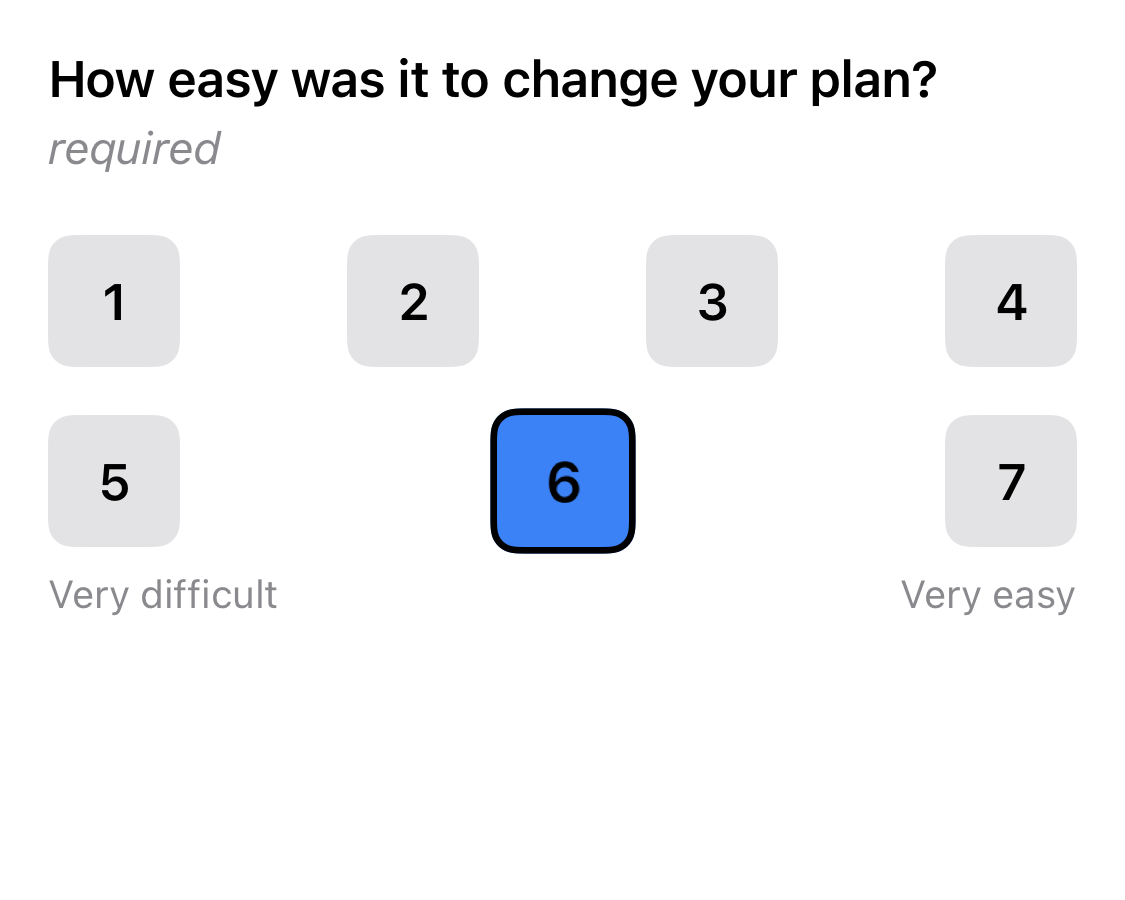 How easy was it to change your plan?
required
1 2 3 4
5 6 7
Very difficult Very easy